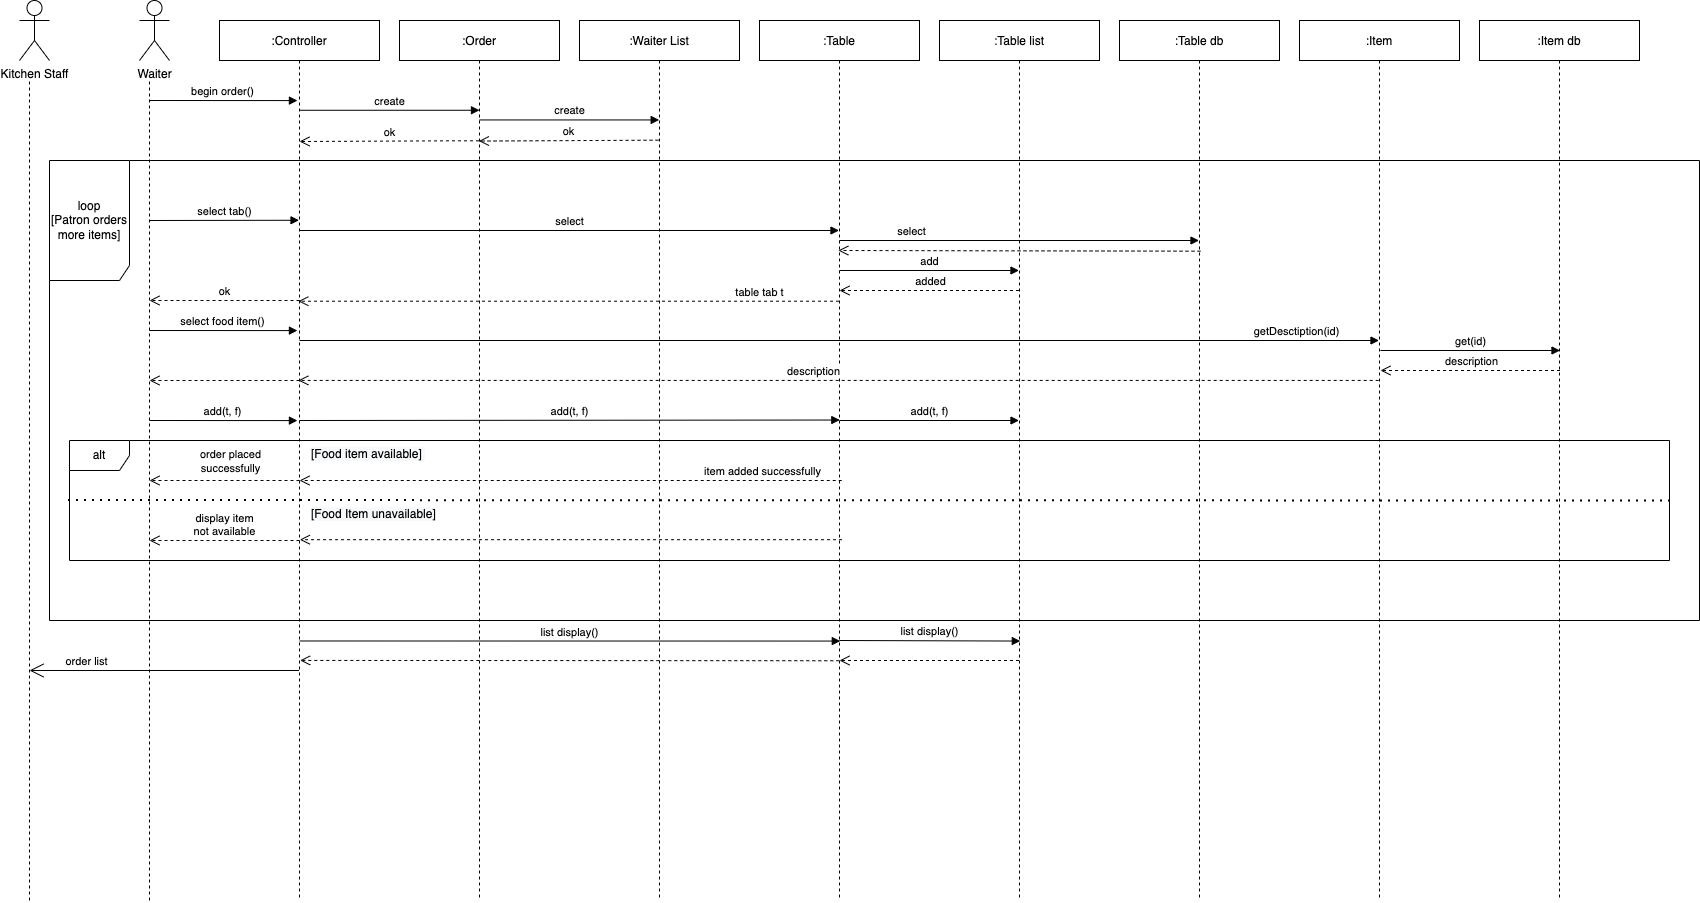 Kitchen Staff
Waiter
:Controller
:Order
:Waiter List
:Table
:Table list
:Table db
:Item
:Item db
begin order()
create
create
ok
ok
loop
[Patron orders
more items]
select tab()
select
select
add
added
ok
table tab t
select food item()
getDesctiption(id)
get(id)
description
description
add(t, f)
add(t, f)
add(t, f)
alt
order placed
successfully
[Food item available]
item added successfully
display item
not available
[Food Item unavailable]
list display()
list display()
order list